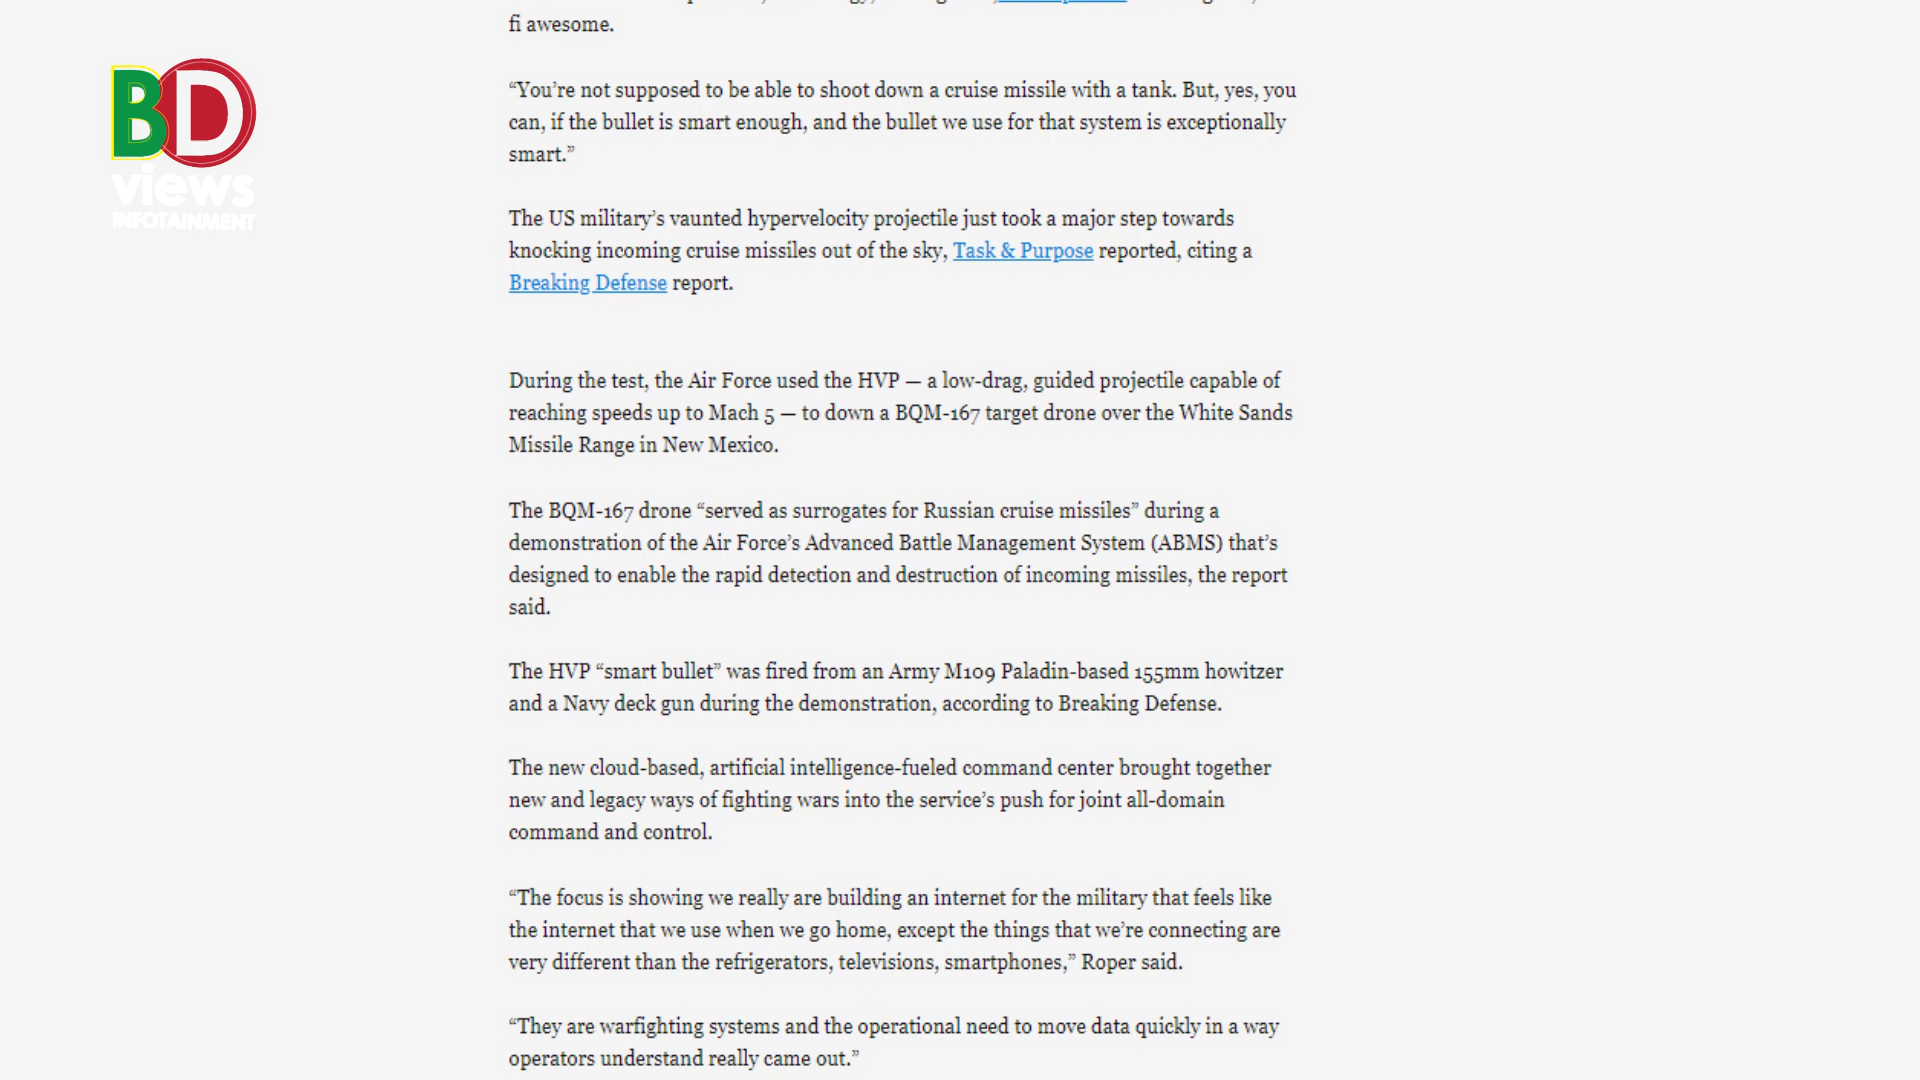 fi awesome.
BD
views
INFOTAINMENT
“You’re not supposed to be able to shoot down a cruise missile with a tank. But, yes, you
can, if the bullet is smart enough, and the bullet we use for that system is exceptionally
smart.”
The US military’s vaunted hypervelocity projectile just took a major step towards
knocking incoming cruise missiles out of the sky, Task & Purpose reported, citing a
Breaking Defense report.
During the test, the Air Force used the HVP — a low-drag, guided projectile capable of
reaching speeds up to Mach 5 — to down a BQM-167 target drone over the White Sands
Missile Range in New Mexico.
The BQM-167 drone “served as surrogates for Russian cruise missiles” during a
demonstration of the Air Force’s Advanced Battle Management System (ABMS) that’s
designed to enable the rapid detection and destruction of incoming missiles, the report
said.
The HVP “smart bullet” was fired from an Army M109 Paladin-based 155mm howitzer
and a Navy deck gun during the demonstration, according to Breaking Defense.
The new cloud-based, artificial intelligence-fueled command center brought together
new and legacy ways of fighting wars into the service’s push for joint all-domain
command and control.
“The focus is showing we really are building an internet for the military that feels like
the internet that we use when we go home, except the things that we’re connecting are
very different than the refrigerators, televisions, smartphones,” Roper said.
“They are warfighting systems and the operational need to move data quickly in a way
operators understand really came out.”